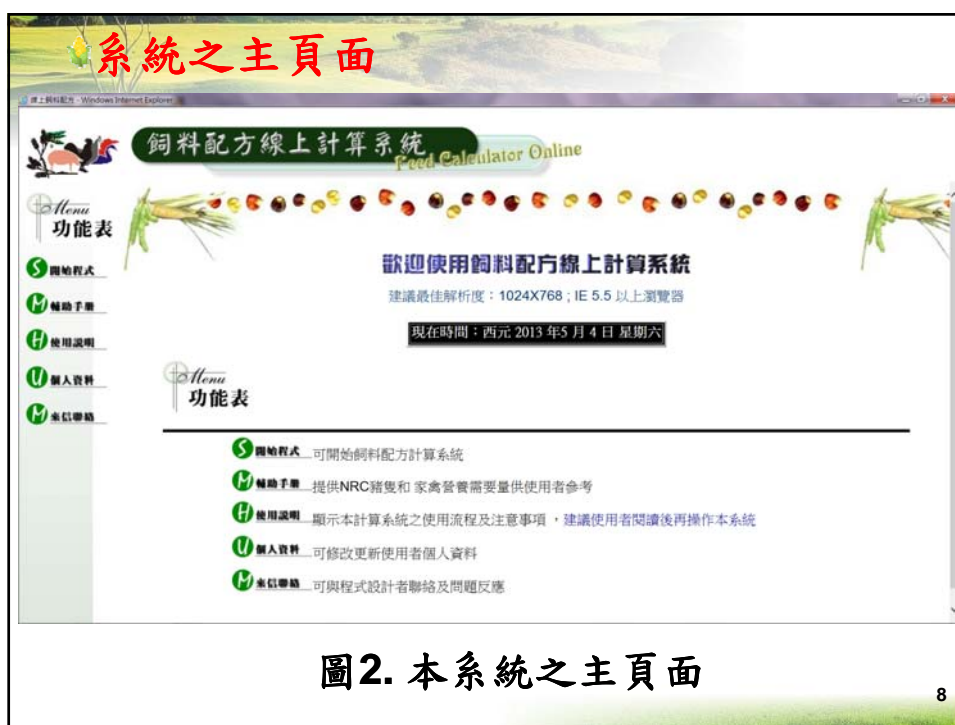 系統之主頁面
線上飼料配方 - Windows Internet Explorer
飼料配方線上計算系統
Feed Calculator Online
Menu
功能表
S 開始程式
M 輔助手冊
H 使用說明
U 個人資料
M 來信聯絡
歡迎使用飼料配方線上計算系統
建議最佳解析度：1024X768 ; IE 5.5 以上瀏覽器
現在時間：西元 2013 年5 月 4 日 星期六
Menu
功能表
S 開始程式 可開始飼料配方計算系統
M 輔助手冊 提供NRC豬隻和 家禽營養需要量供使用者參考
H 使用說明 顯示本計算系統之使用流程及注意事項 ，建議使用者閱讀後再操作本系統
U 個人資料 可修改更新使用者個人資料
M 來信聯絡 可與程式設計者聯絡及問題反應
圖2. 本系統之主頁面
8